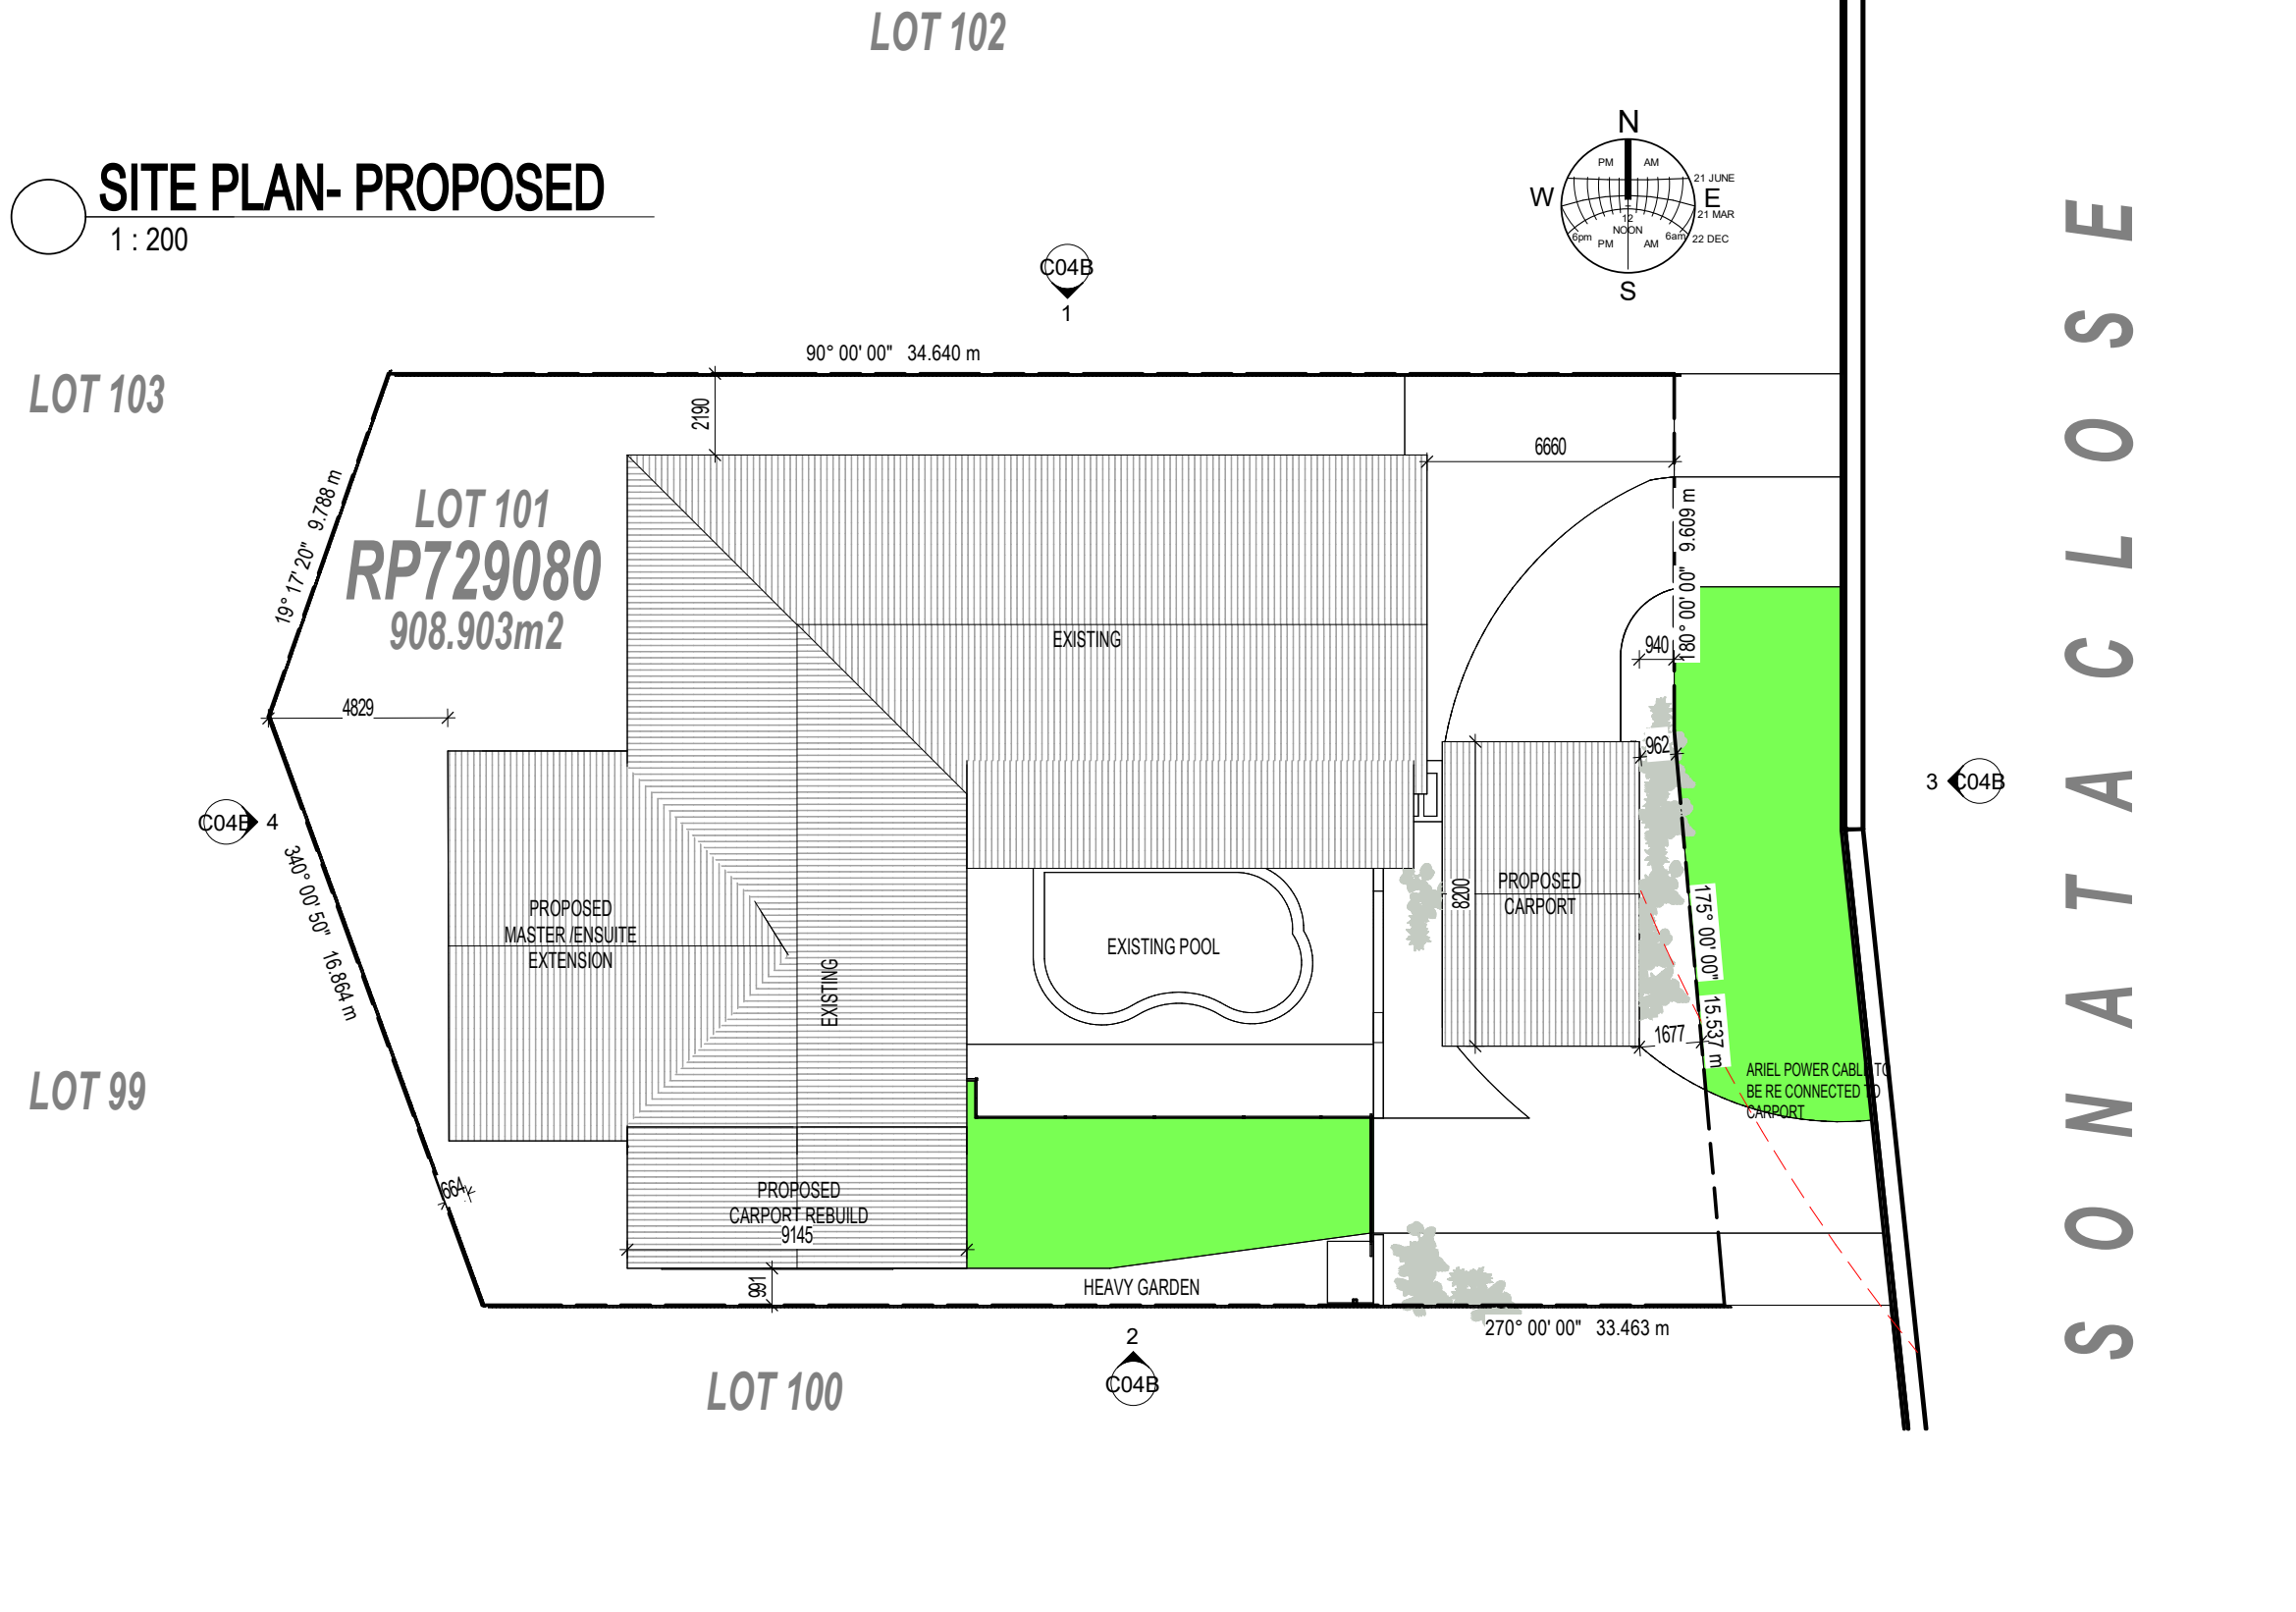 LOT 102
SITE PLAN- PROPOSED
1 : 200
N
PM AM
21 JUNE
W E
21 MAR
12
NOON
6pm 6am
22 DEC
PM AM
S
C04B
1
90° 00' 00" 34.640 m
LOT 103
2190
6660
19° 17' 20" 9.788 m
LOT 101
RP729080
908.903m2
180° 00' 00" 9.609 m
EXISTING
940
4829
962
C04B 4
3 C04B
340° 00' 50" 16.864 m
PROPOSED
MASTER /ENSUITE
EXTENSION
EXISTING
EXISTING POOL
8200
PROPOSED
CARPORT
175° 00' 00" 15.537 m
1677
ARIEL POWER CABLE TO
BE RE CONNECTED TO
CARPORT
LOT 99
664
PROPOSED
CARPORT REBUILD
9145
991
HEAVY GARDEN
270° 00' 00" 33.463 m
2
C04B
LOT 100
SONATA CLOSE